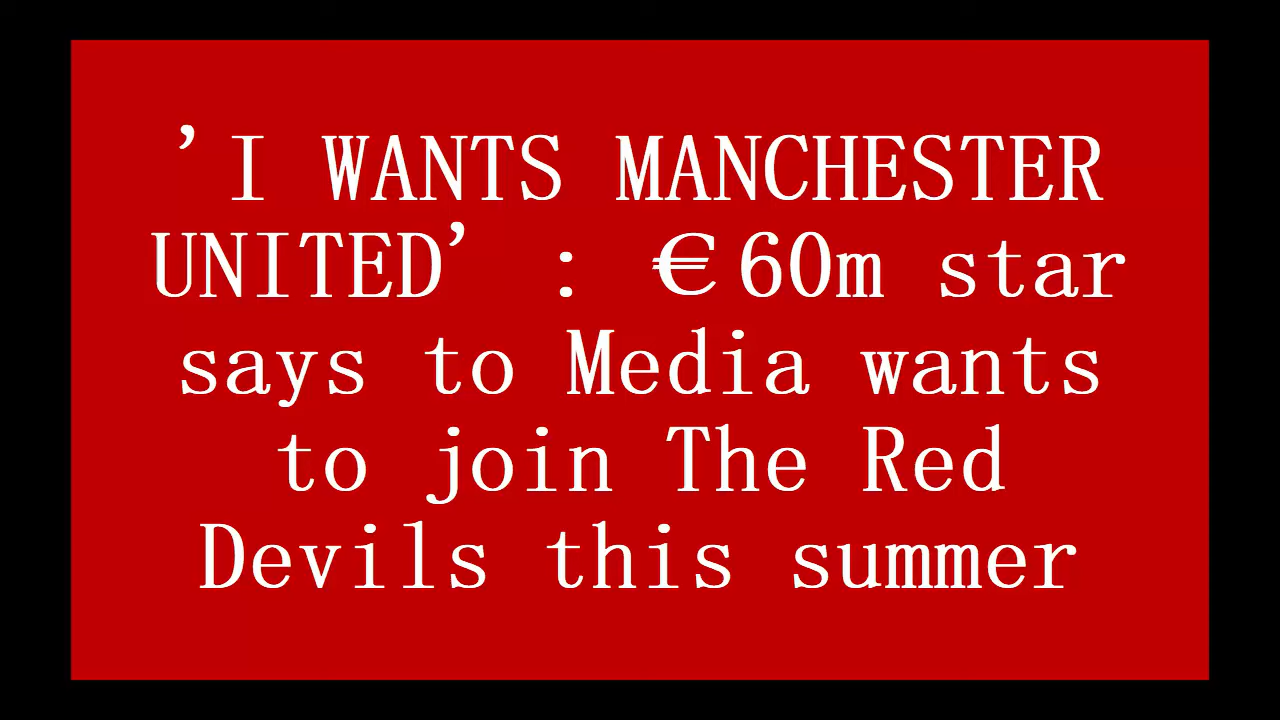 ’I WANTS MANCHESTER
UNITED’ : €60m star
says to Media wants
to join The Red
Devils this summer